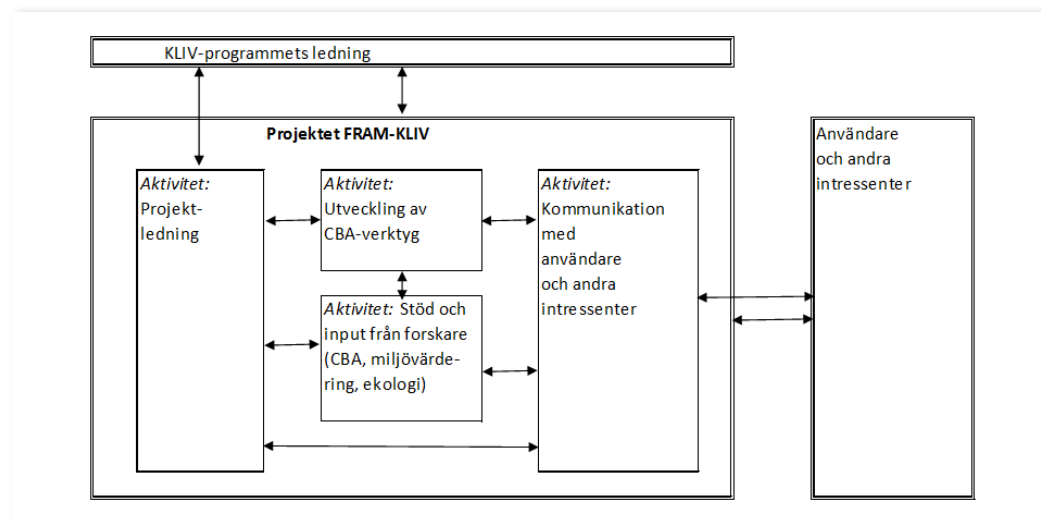 KLIV-programmets ledning
Projektet FRAM-KLIV
Aktivitet:
Projekt-
ledning
Aktivitet:
Utveckling av
CBA-verktyg
Aktivitet: Stöd och
input från forskare
(CBA, miljövärde-
ring, ekologi)
Aktivitet:
Kommunikation
med
användare
och andra
intressenter
Användare
och andra
intressenter